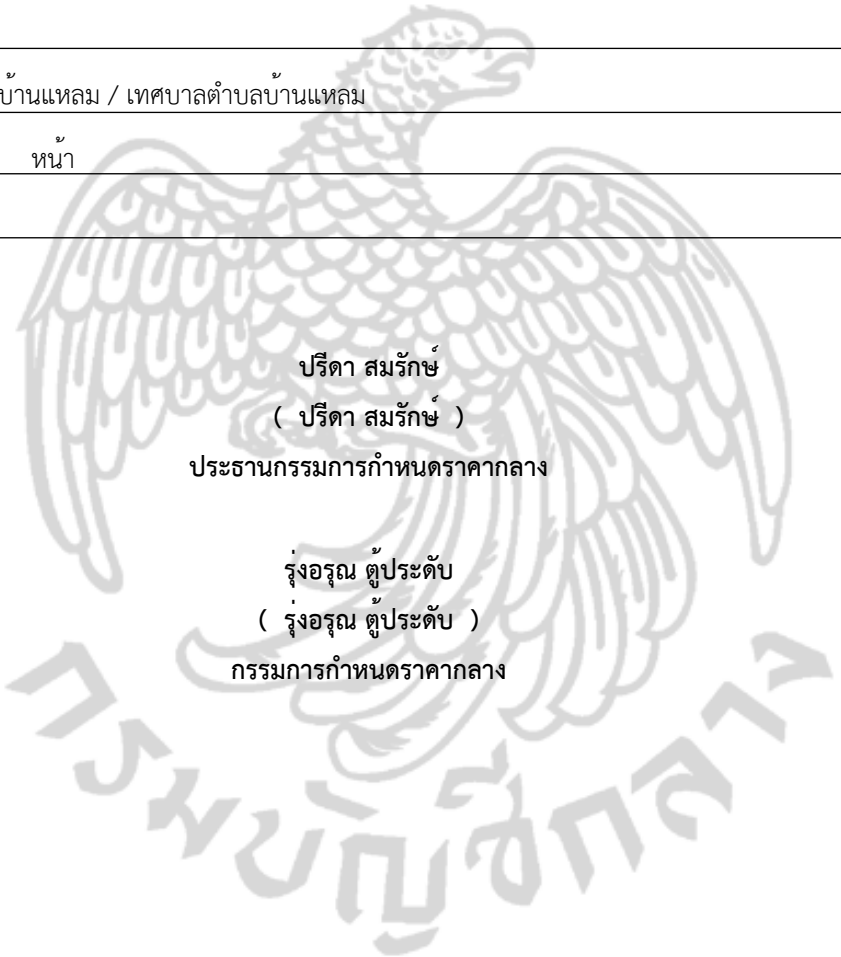 บ้านแหลม / เทศบาลตำบลบ้านแหลม
หน้า
ปรีดา สมรักษ์
( ปรีดา สมรักษ์ )
ประธานกรรมการกำหนดราคากลาง
รุ่งอรุณ ตู้ประดับ
( รุ่งอรุณ ตู้ประดับ )
กรรมการกำหนดราคากลาง
กรมบัญชีกลาง